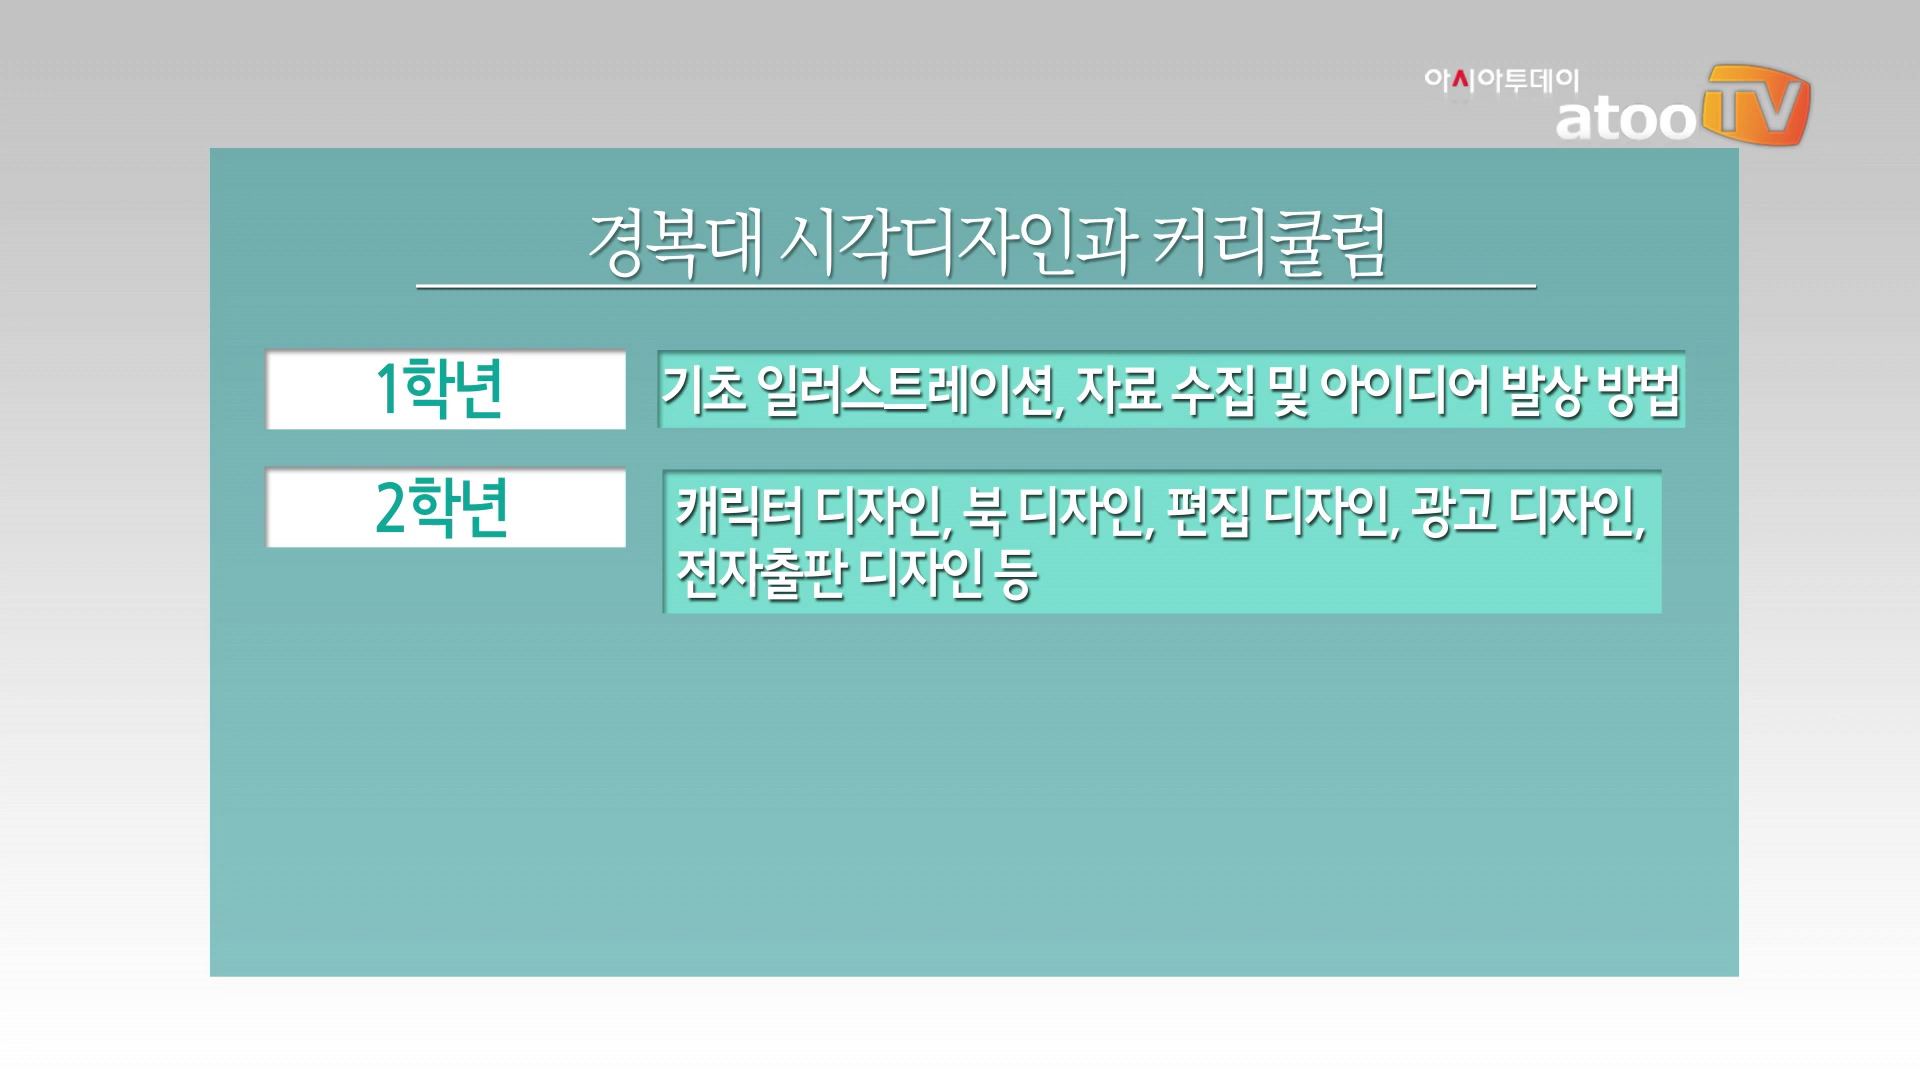 아시아투데이
atooTV
경복대 시각디자인과 커리큘럼
1학년
기초 일러스트레이션, 자료 수집 및 아이디어 발상 방법
2학년
캐릭터 디자인, 북 디자인, 편집 디자인, 광고 디자인,
전자출판 디자인 등